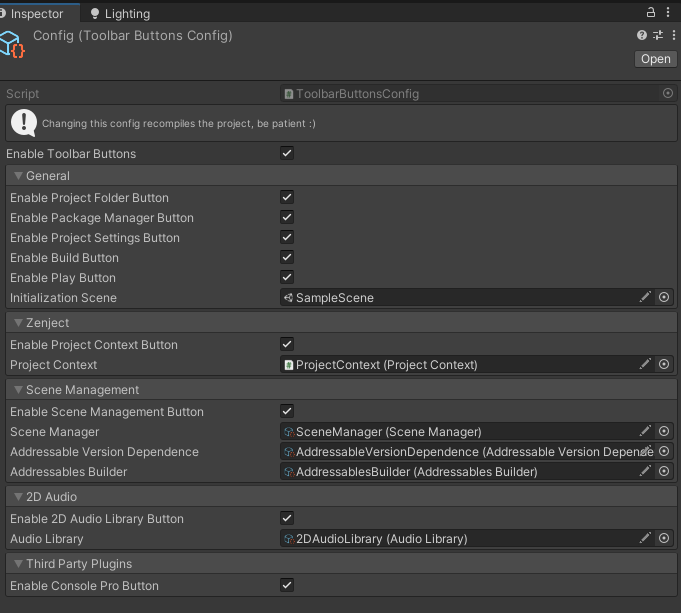 Inspector Lighting
Config (Toolbar Buttons Config)
Open
Script ToolbarButtonsConfig
Changing this config recompiles the project, be patient :)
Enable Toolbar Buttons
General
Enable Project Folder Button
Enable Package Manager Button
Enable Project Settings Button
Enable Build Button
Enable Play Button
Initialization Scene SampleScene
Zenject
Enable Project Context Button
Project Context ProjectContext (Project Context)
Scene Management
Enable Scene Management Button
Scene Manager SceneManager (Scene Manager)
Addressable Version Dependence AddressableVersionDependence (Addressable Version Depende
Addressables Builder AddressablesBuilder (Addressables Builder)
2D Audio
Enable 2D Audio Library Button
Audio Library 2DAudioLibrary (Audio Library)
Third Party Plugins
Enable Console Pro Button